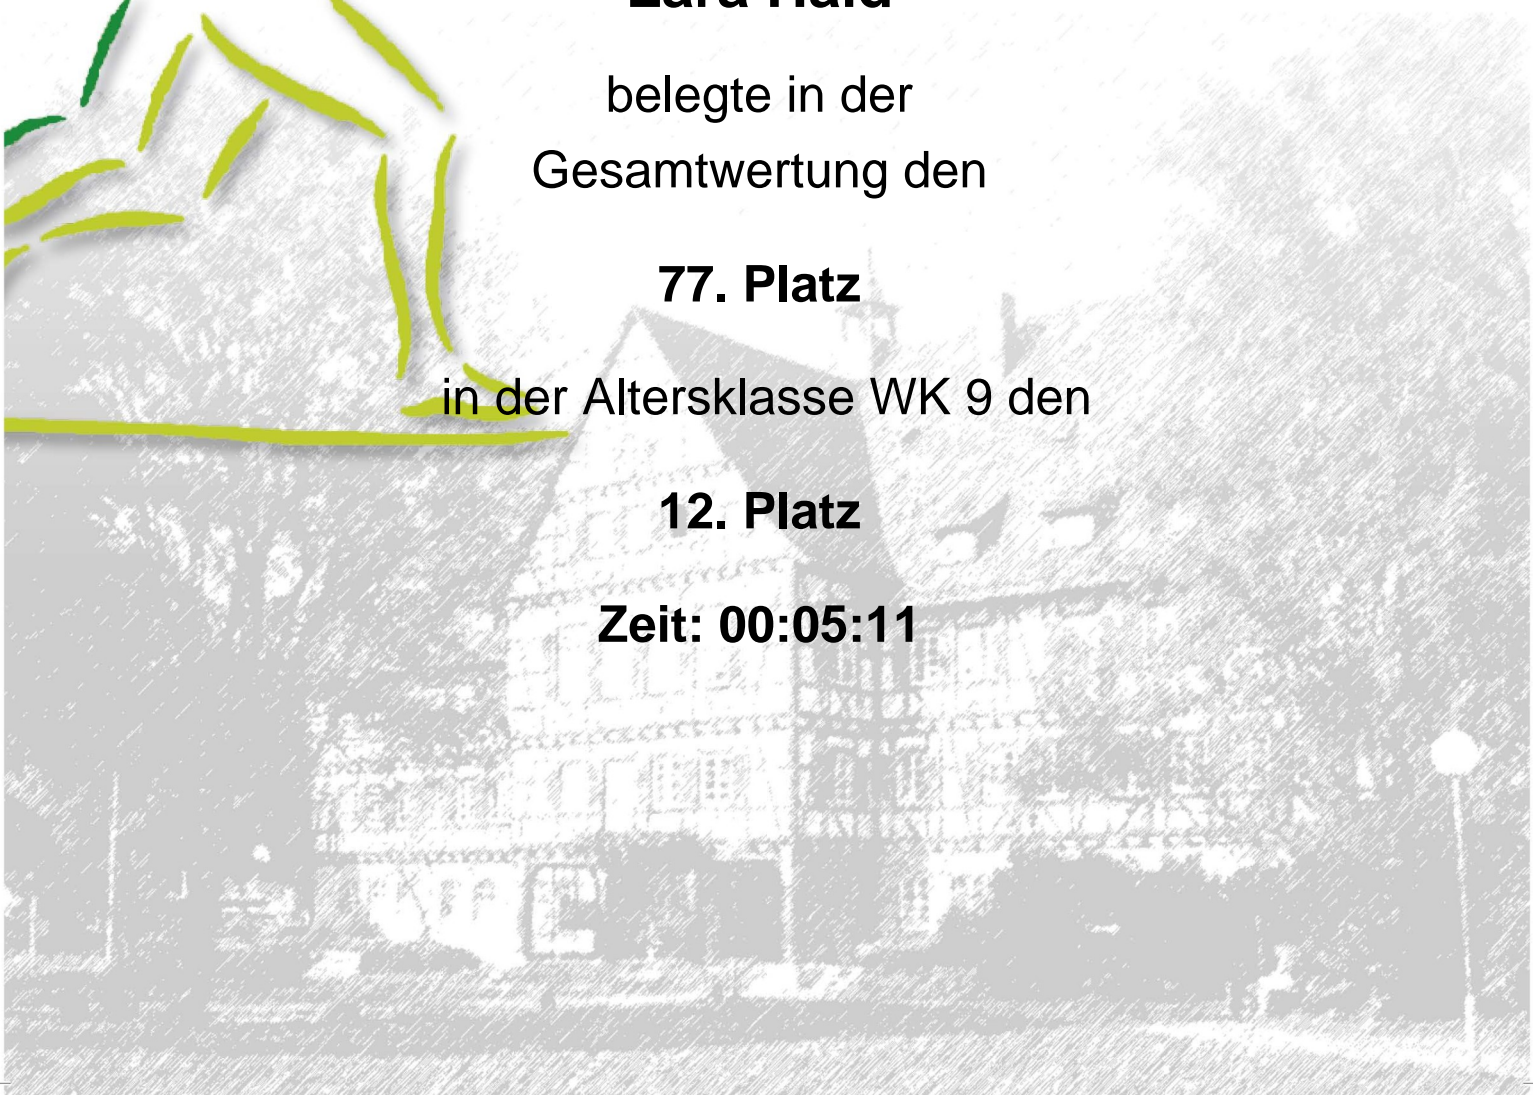 belegte in der
Gesamtwertung den
77. Platz
in der Altersklasse WK 9 den
12. Platz
Zeit: 00:05:11